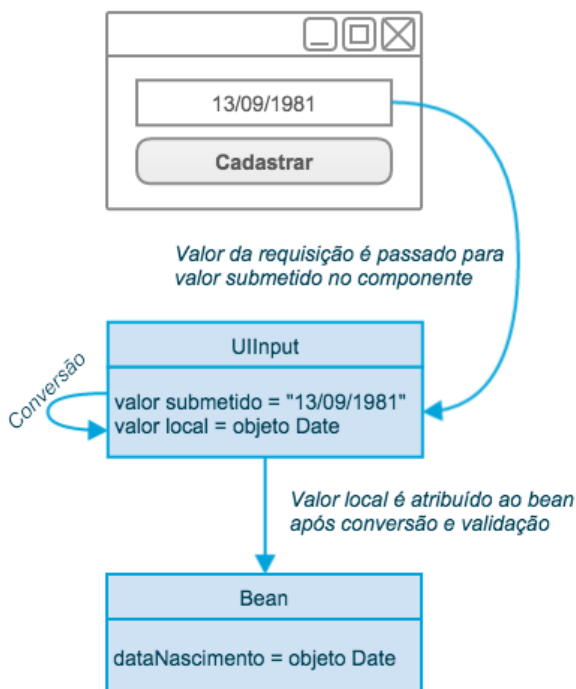 13/09/1981
Cadastrar
Valor da requisição é passado para
valor submetido no componente
UIInput
Conversão
valor submetido = "13/09/1981"
valor local = objeto Date
Valor local é atribuído ao bean
após conversão e validação
Bean
dataNascimento = objeto Date